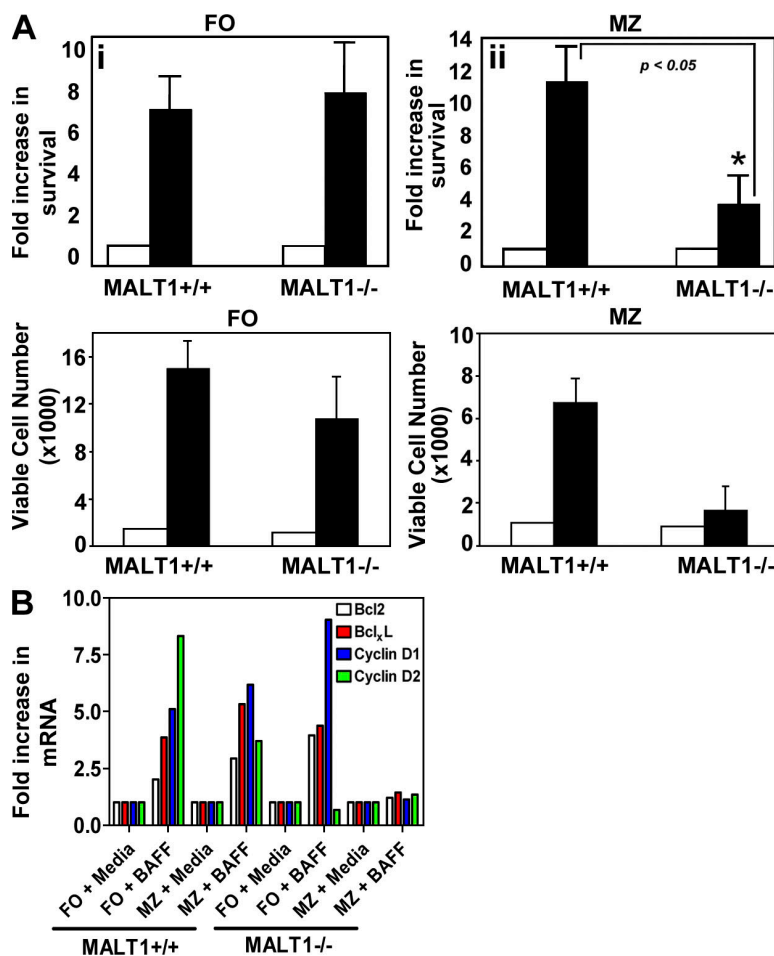 A
FO
i
Fold increase in
survival
10
8
6
4
2
0
MALT1+/+
MALT1-/-
MZ
ii
Fold increase in
survival
14
12
10
8
6
4
2
0
p < 0.05
*
MALT1+/+
MALT1-/-
FO
Viable Cell Number
(x1000)
16
12
8
4
0
MALT1+/+
MALT1-/-
MZ
Viable Cell Number
(x1000)
10
8
6
4
2
0
MALT1+/+
MALT1-/-
B
Fold increase in
mRNA
10.0
7.5
5.0
2.5
0.0
Bcl2
BclxL
Cyclin D1
Cyclin D2
FO + Media
FO + BAFF
MZ + Media
MZ + BAFF
FO + Media
FO + BAFF
MZ + Media
MZ + BAFF
MALT1+/+
MALT1-/-